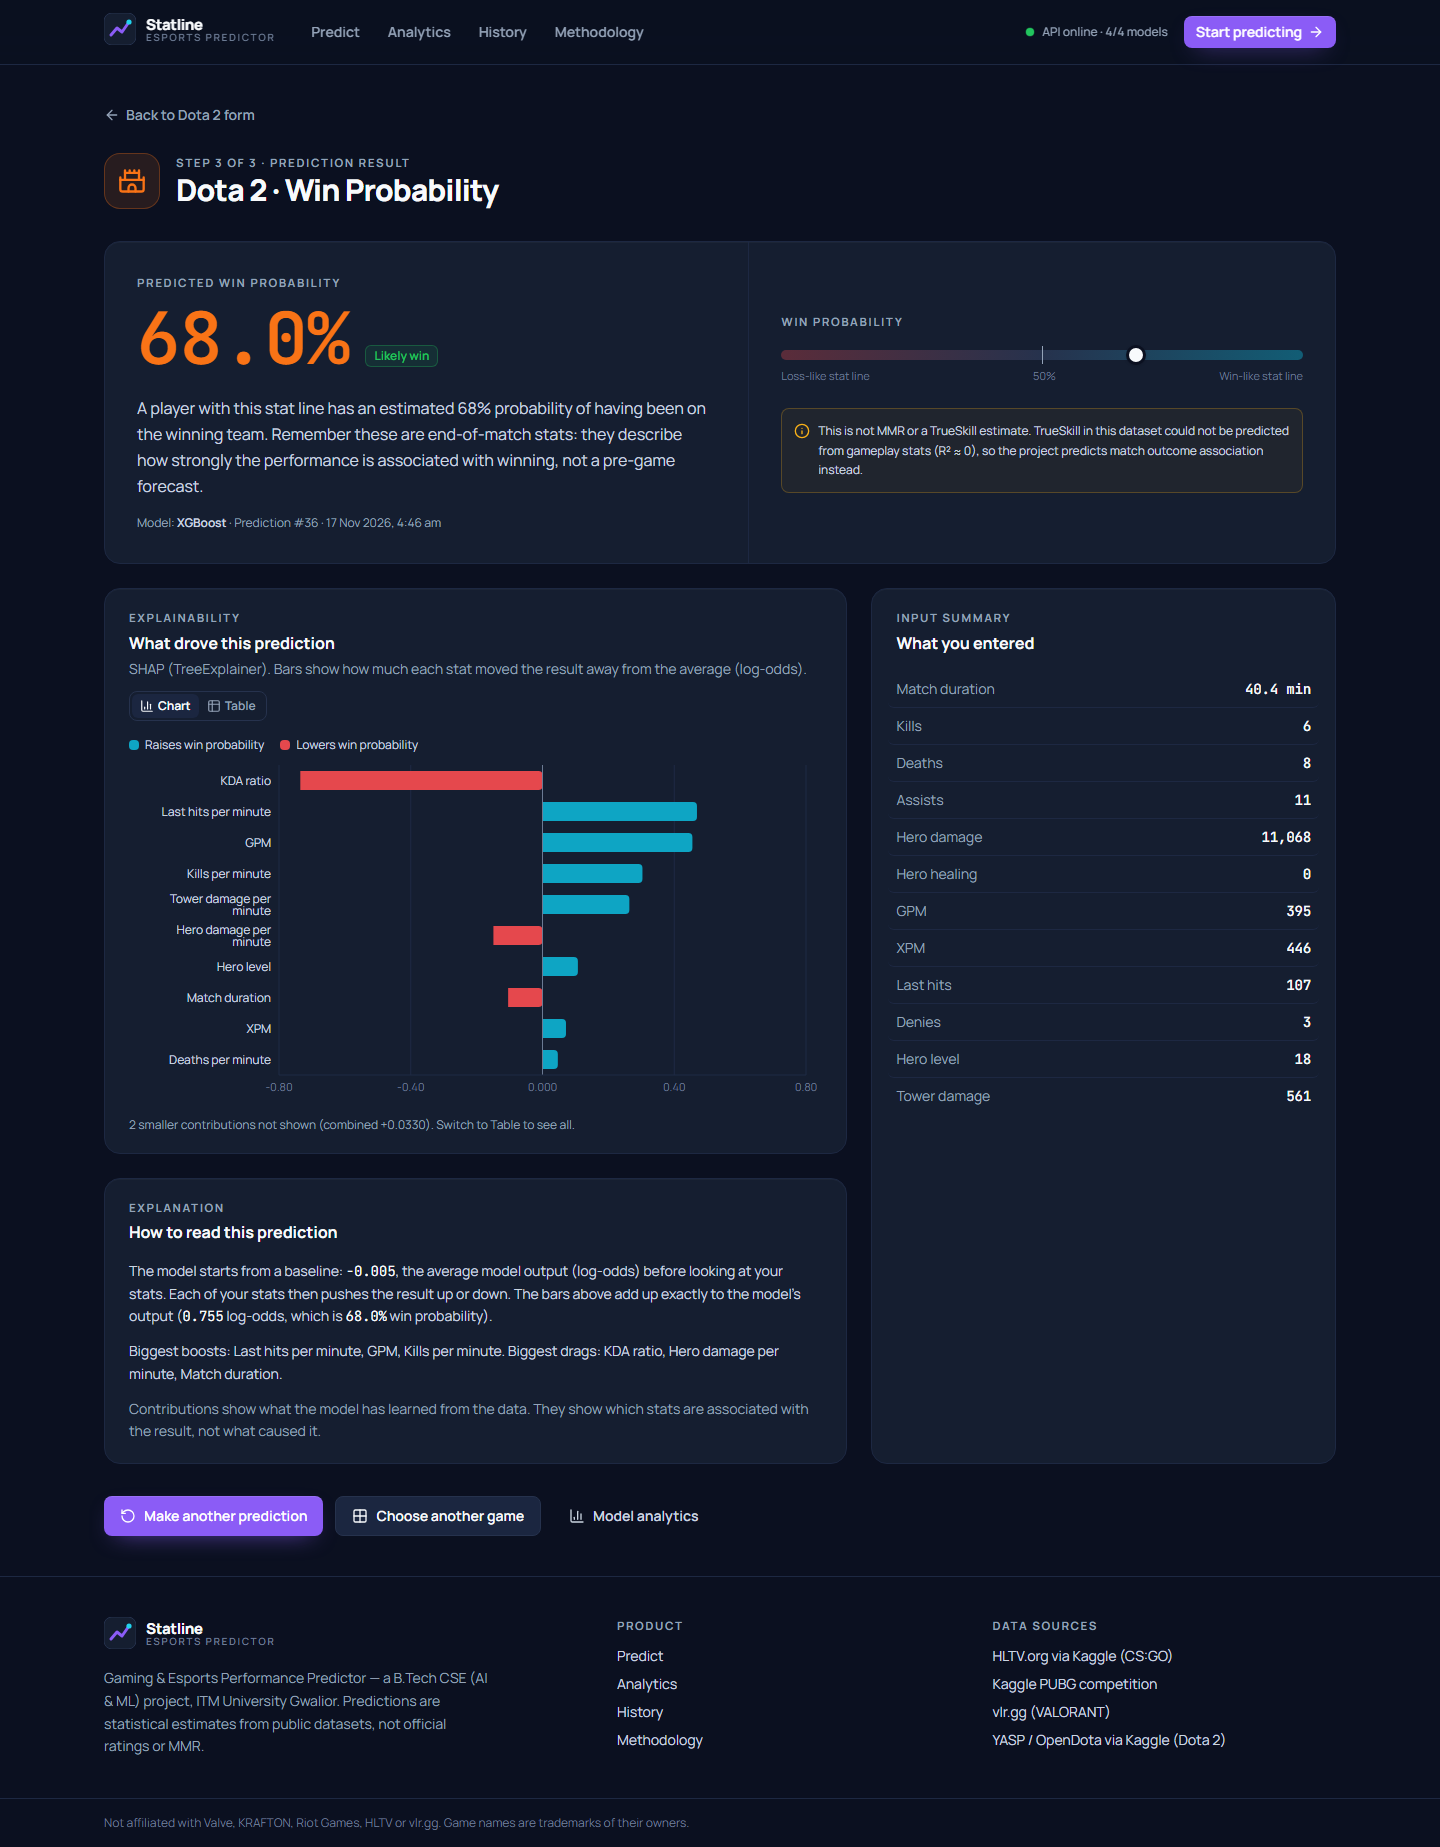 Statline
ESPORTS PREDICTOR
Predict
Analytics
History
Methodology
API online · 4/4 models
Start predicting
Back to Dota 2 form
STEP 3 OF 3 · PREDICTION RESULT
Dota 2 · Win Probability
PREDICTED WIN PROBABILITY
68.0%
Likely win
A player with this stat line has an estimated 68% probability of having been on
the winning team. Remember these are end-of-match stats: they describe
how strongly the performance is associated with winning, not a pre-game
forecast.
Model: XGBoost · Prediction #36 · 17 Nov 2026, 4:46 am
WIN PROBABILITY
Loss-like stat line
50%
Win-like stat line
This is not MMR or a TrueSkill estimate. TrueSkill in this dataset could not be predicted
from gameplay stats (R² ≈ 0), so the project predicts match outcome association
instead.
EXPLAINABILITY
What drove this prediction
SHAP (TreeExplainer). Bars show how much each stat moved the result away from the average (log-odds).
Chart
Table
Raises win probability
Lowers win probability
KDA ratio
Last hits per minute
GPM
Kills per minute
Tower damage per
minute
Hero damage per
minute
Hero level
Match duration
XPM
Deaths per minute
-0.80
-0.40
0.000
0.40
0.80
2 smaller contributions not shown (combined +0.0330). Switch to Table to see all.
INPUT SUMMARY
What you entered
Match duration 40.4 min
Kills 6
Deaths 8
Assists 11
Hero damage 11,068
Hero healing 0
GPM 395
XPM 446
Last hits 107
Denies 3
Hero level 18
Tower damage 561
EXPLANATION
How to read this prediction
The model starts from a baseline: -0.005, the average model output (log-odds) before looking at your
stats. Each of your stats then pushes the result up or down. The bars above add up exactly to the model's
output (0.755 log-odds, which is 68.0% win probability).
Biggest boosts: Last hits per minute, GPM, Kills per minute. Biggest drags: KDA ratio, Hero damage per
minute, Match duration.
Contributions show what the model has learned from the data. They show which stats are associated with
the result, not what caused it.
Make another prediction
Choose another game
Model analytics
Statline
ESPORTS PREDICTOR
Gaming & Esports Performance Predictor — a B.Tech CSE (AI
& ML) project, ITM University Gwalior. Predictions are
statistical estimates from public datasets, not official
ratings or MMR.
PRODUCT
Predict
Analytics
History
Methodology
DATA SOURCES
HLTV.org via Kaggle (CS:GO)
Kaggle PUBG competition
vlr.gg (VALORANT)
YASP / OpenDota via Kaggle (Dota 2)
Not affiliated with Valve, KRAFTON, Riot Games, HLTV or vlr.gg. Game names are trademarks of their owners.